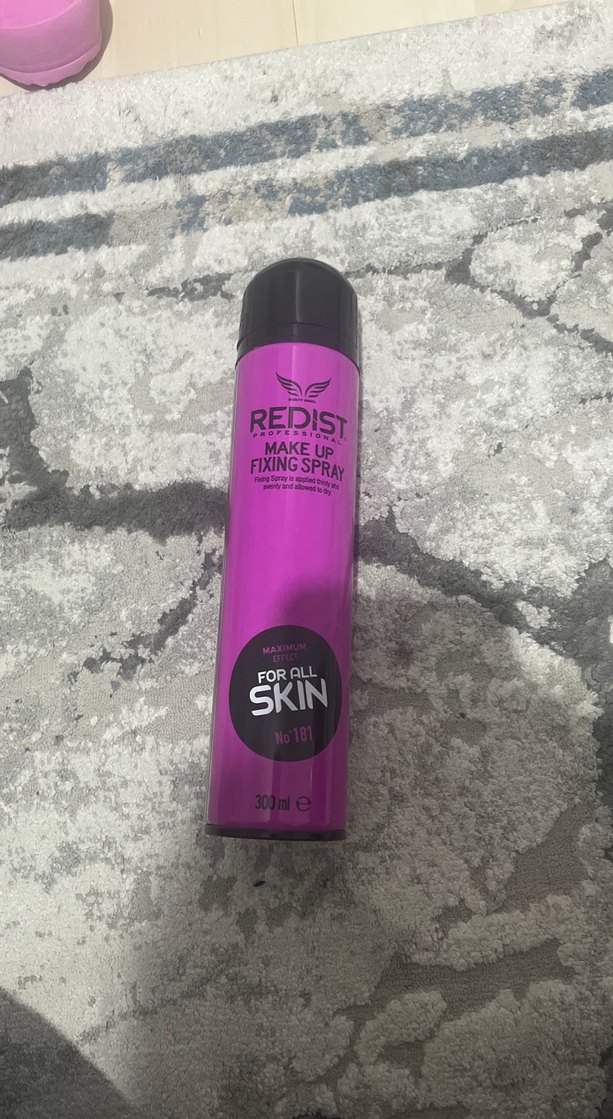 REDIST
PROFESSIONAL
MAKE UP
FIXING SPRAY
Fixing Spray is applied thinly and
evenly and allowed to dry.
MAXIMUM
EFFECT
FOR ALL
SKIN
No°181
300 ml e